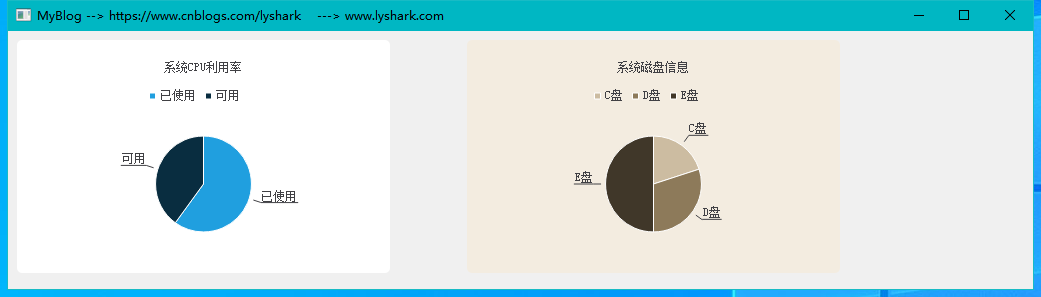 MyBlog --> https://www.cnblogs.com/lyshark    ---> www.lyshark.com
系统CPU利用率
已使用 可用
可用
已使用
系统磁盘信息
C盘 D盘 E盘
C盘
E盘
D盘